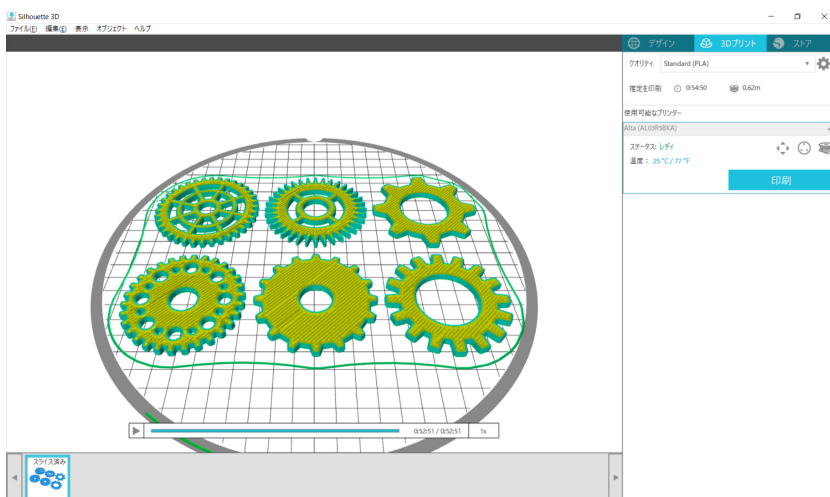 Silhouette 3D
ファイル(F) 編集(E) 表示 オブジェクト ヘルプ
デザイン 3Dプリント ストア
クオリティ Standard (PLA)
推定を印刷 0:54:50 0.62m
使用可能なプリンター
Alta (AL03R5BKA)
ステータス: レディ
温度: 25 °C / 77 °F
印刷
0:52:51 / 0:52:51 1x
スライス済み